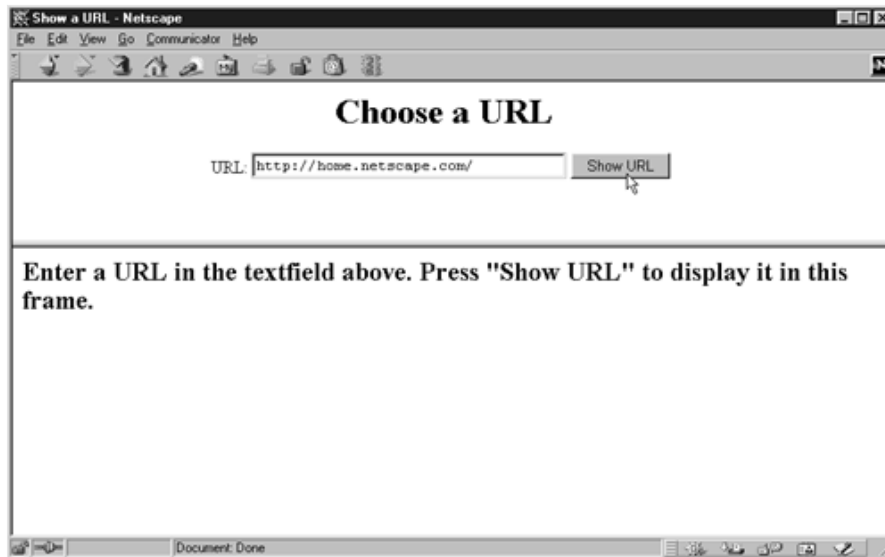 Show a URL - Netscape
File Edit View Go Communicator Help
Choose a URL
URL: http://home.netscape.com/ Show URL
Enter a URL in the textfield above. Press "Show URL" to display it in this
frame.
Document: Done